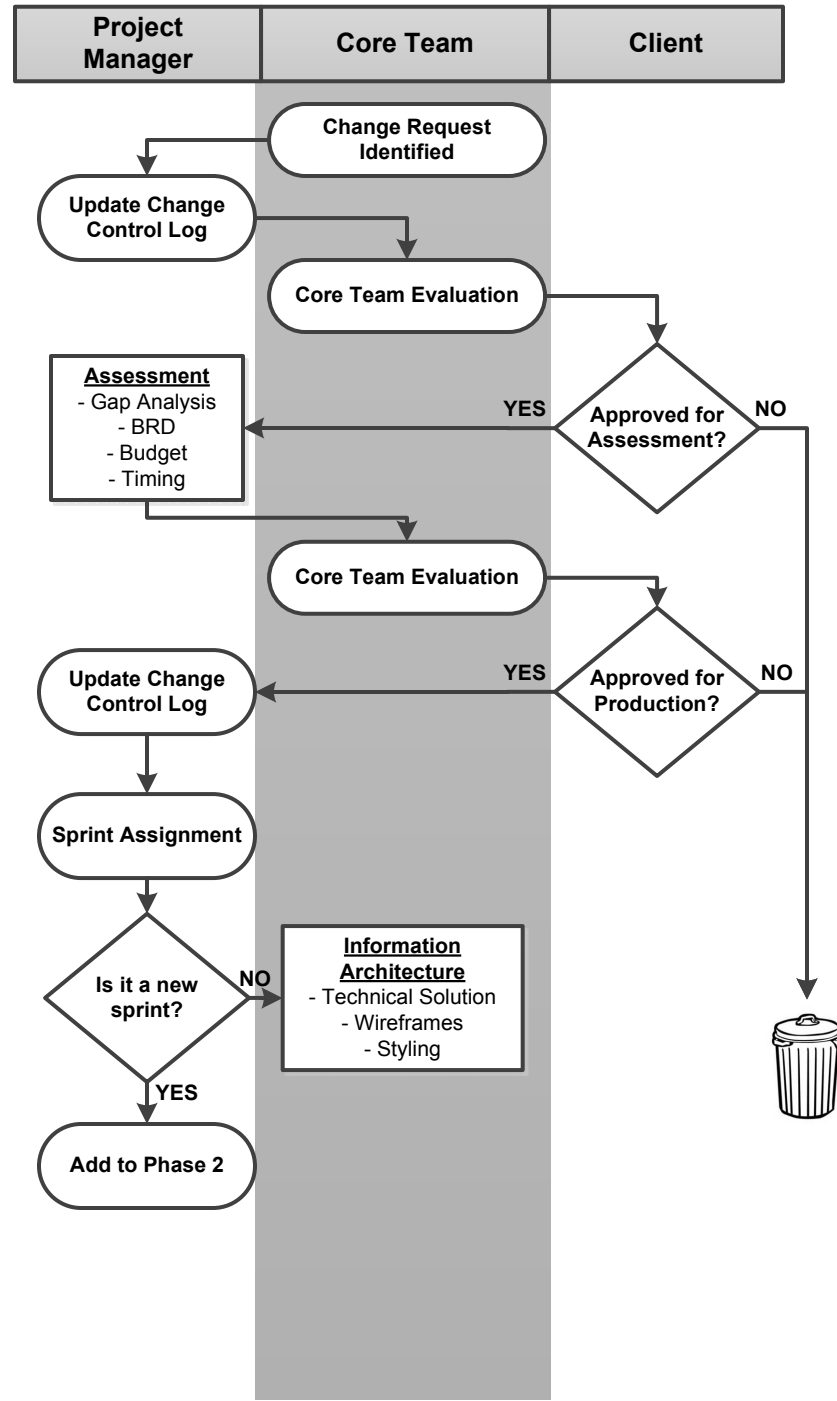 Project
Manager
Core Team
Client
Change Request
Identified
Update Change
Control Log
Core Team Evaluation
Assessment
- Gap Analysis
- BRD
- Budget
- Timing
YES
Approved for
Assessment?
NO
Core Team Evaluation
Update Change
Control Log
YES
Approved for
Production?
NO
Sprint Assignment
Is it a new
sprint?
NO
Information
Architecture
- Technical Solution
- Wireframes
- Styling
YES
Add to Phase 2